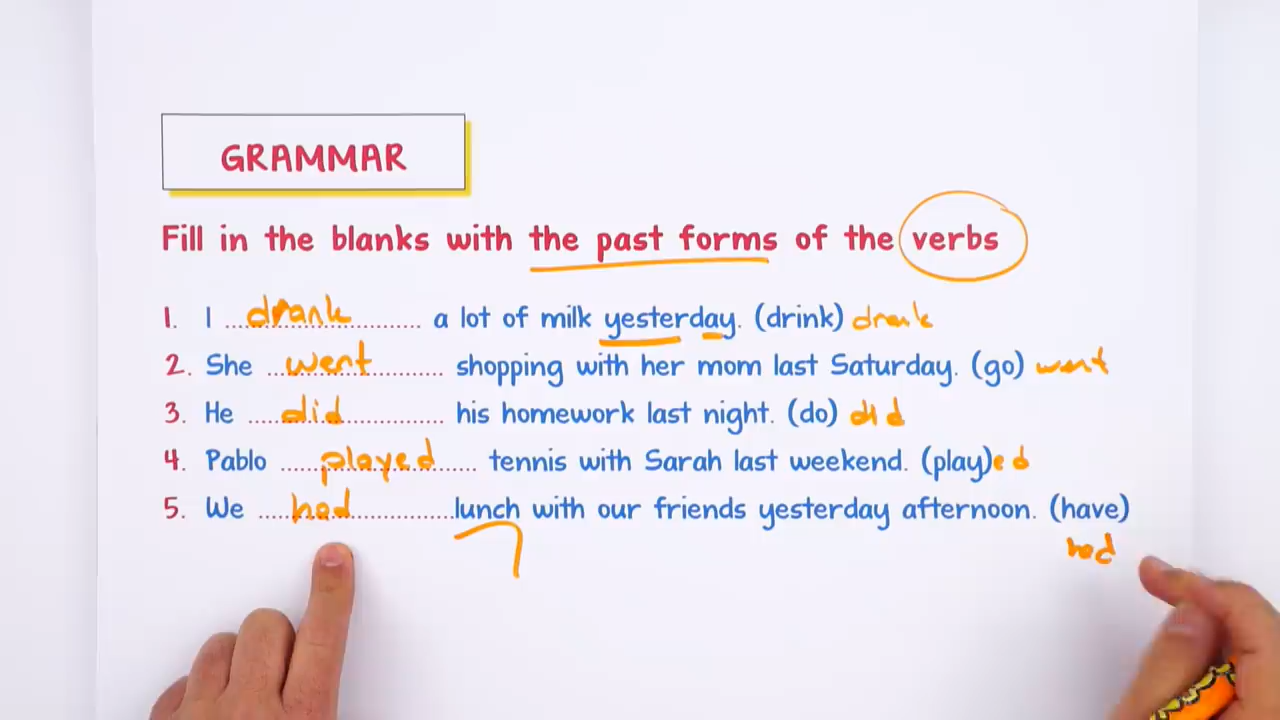 GRAMMAR
Fill in the blanks with the past forms of the verbs
1. I ...drank... a lot of milk yesterday. (drink) drank
2. She ...went... shopping with her mom last Saturday. (go) went
3. He ...did... his homework last night. (do) did
4. Pablo ...played... tennis with Sarah last weekend. (play)ed
5. We ...had... lunch with our friends yesterday afternoon. (have)
had